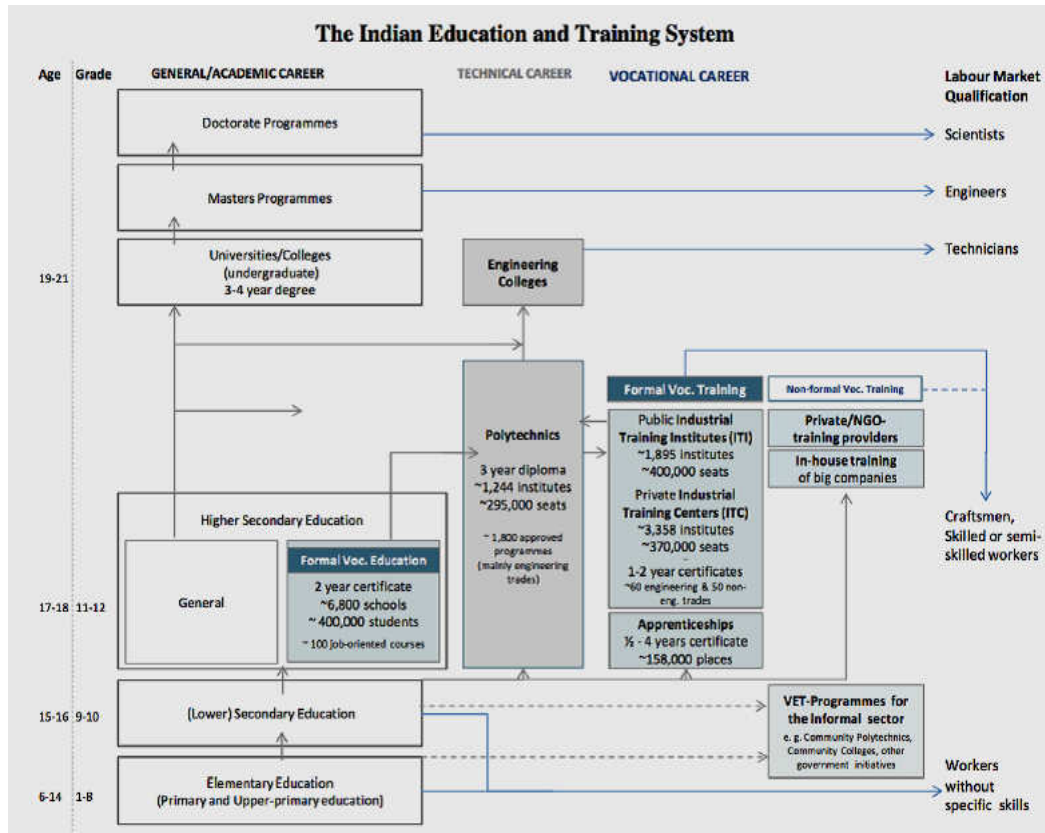 The Indian Education and Training System
Age Grade GENERAL/ACADEMIC CAREER TECHNICAL CAREER VOCATIONAL CAREER
Labour Market
Qualification
Doctorate Programmes
Scientists
Masters Programmes
Engineers
19-21
Universities/Colleges
(undergraduate)
3-4 year degree
Engineering
Colleges
Technicians
Polytechnics
3 year diploma
~1,244 institutes
~295,000 seats
~ 1,800 approved
programmes
(mainly engineering
trades)
Formal Voc. Training
Public Industrial
Training Institutes (ITI)
~1,895 institutes
~400,000 seats
Private Industrial
Training Centers (ITC)
~3,358 institutes
~370,000 seats
1-2 year certificates
~60 engineering & 50 non-
eng. trades
Apprenticeships
½ - 4 years certificate
~158,000 places
Non-formal Voc. Training
Private/NGO-
training providers
In-house training
of big companies
Craftsmen,
Skilled or semi-
skilled workers
17-18 11-12
Higher Secondary Education
General
Formal Voc. Education
2 year certificate
~6,800 schools
~ 400,000 students
~ 100 job-oriented courses
15-16 9-10
(Lower) Secondary Education
VET-Programmes for
the Informal sector
e. g. Community Polytechnics,
Community Colleges, other
government initiatives
6-14 1-8
Elementary Education
(Primary and Upper-primary education)
Workers
without
specific skills